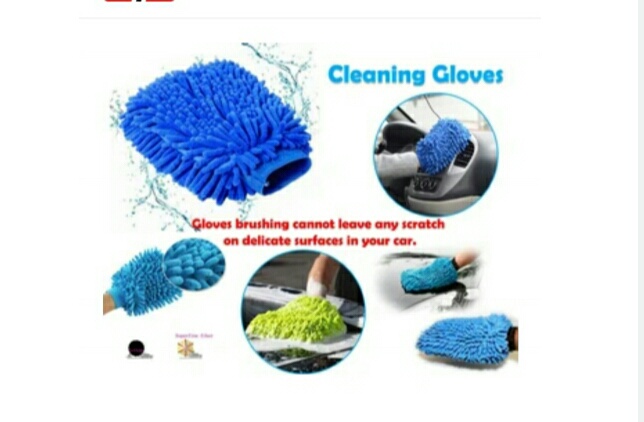 Cleaning Gloves
Gloves brushing cannot leave any scratch
on delicate surfaces in your car.